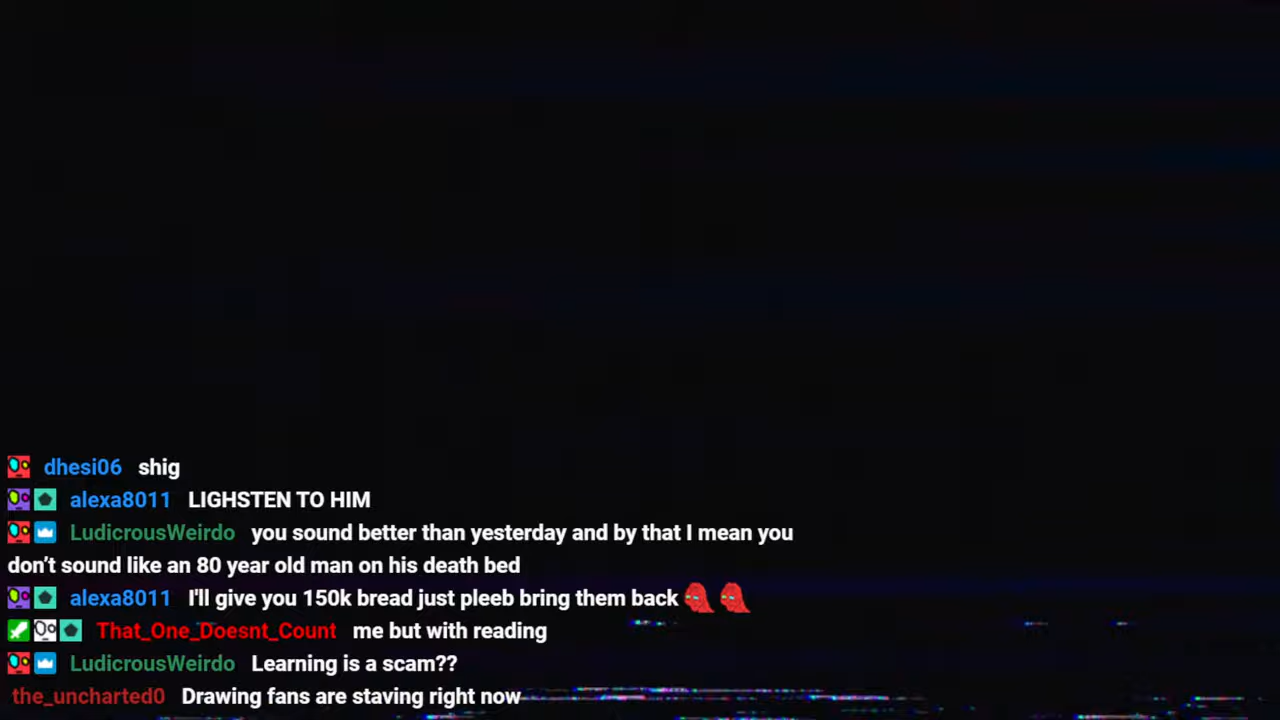 dhesi06 shig
alexa8011 LIGHSTEN TO HIM
LudicrousWeirdo you sound better than yesterday and by that I mean you
don't sound like an 80 year old man on his death bed
alexa8011 I'll give you 150k bread just pleeb bring them back
That_One_Doesnt_Count me but with reading
LudicrousWeirdo Learning is a scam??
the_uncharted0 Drawing fans are staving right now